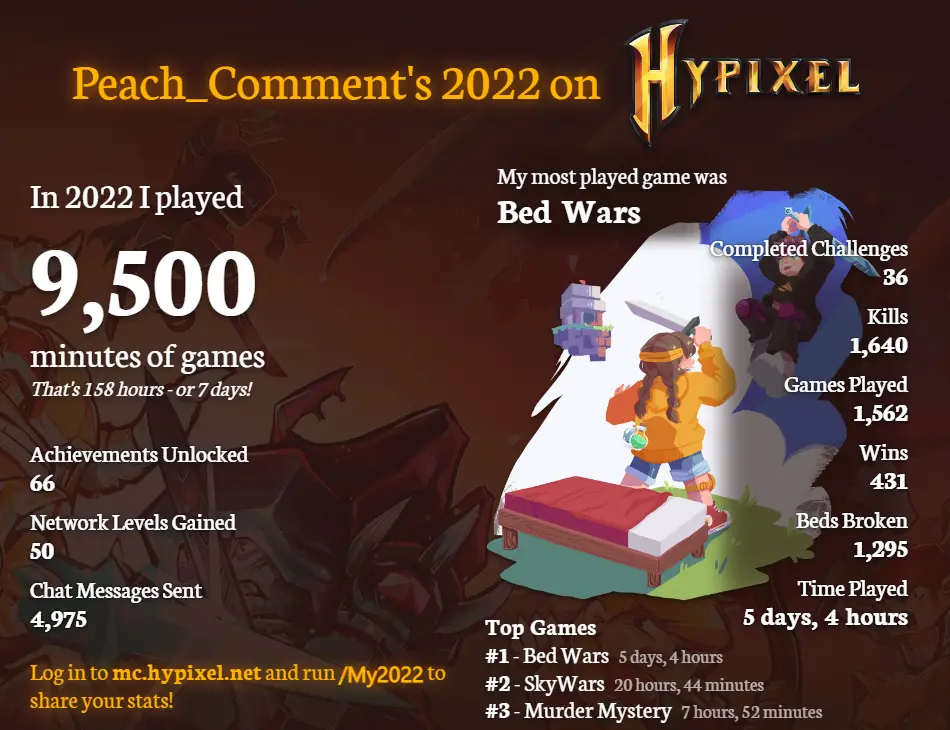 Peach_Comment's 2022 on HYPIXEL
In 2022 I played
9,500
minutes of games
That's 158 hours - or 7 days!
Achievements Unlocked
66
Network Levels Gained
50
Chat Messages Sent
4,975
Log in to mc.hypixel.net and run /My2022 to
share your stats!
My most played game was
Bed Wars
Completed Challenges
36
Kills
1,640
Games Played
1,562
Wins
431
Beds Broken
1,295
Time Played
5 days, 4 hours
Top Games
#1 - Bed Wars 5 days, 4 hours
#2 - SkyWars 20 hours, 44 minutes
#3 - Murder Mystery 7 hours, 52 minutes